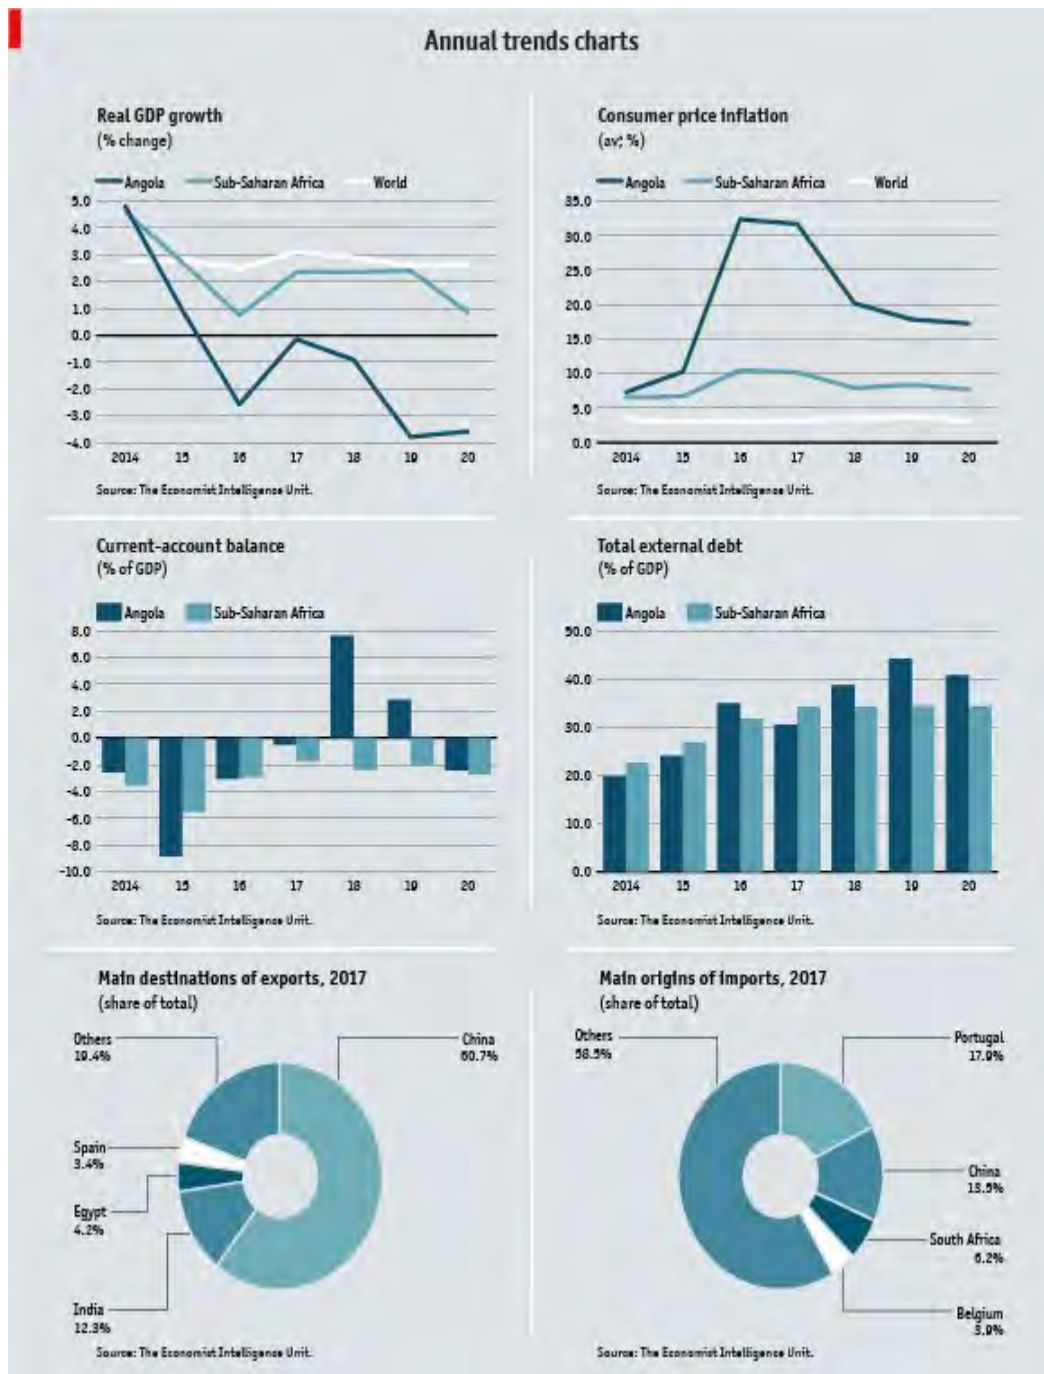 Annual trends charts
Real GDP growth
(% change)
Angola Sub-Saharan Africa World
5.0
4.0
3.0
2.0
1.0
0.0
-1.0
-2.0
-3.0
-4.0
2014 15 16 17 18 19 20
Source: The Economist Intelligence Unit.
Consumer price inflation
(av; %)
Angola Sub-Saharan Africa World
35.0
30.0
25.0
20.0
15.0
10.0
5.0
0.0
2014 15 16 17 18 19 20
Source: The Economist Intelligence Unit.
Current-account balance
(% of GDP)
Angola Sub-Saharan Africa
8.0
6.0
4.0
2.0
0.0
-2.0
-4.0
-6.0
-8.0
-10.0
2014 15 16 17 18 19 20
Source: The Economist Intelligence Unit.
Total external debt
(% of GDP)
Angola Sub-Saharan Africa
50.0
40.0
30.0
20.0
10.0
0.0
2014 15 16 17 18 19 20
Source: The Economist Intelligence Unit.
Main destinations of exports, 2017
(share of total)
Others
19.4%
China
60.7%
Spain
3.4%
Egypt
4.2%
India
12.3%
Source: The Economist Intelligence Unit.
Main origins of imports, 2017
(share of total)
Others
58.5%
Portugal
17.9%
China
13.5%
South Africa
6.2%
Belgium
3.9%
Source: The Economist Intelligence Unit.